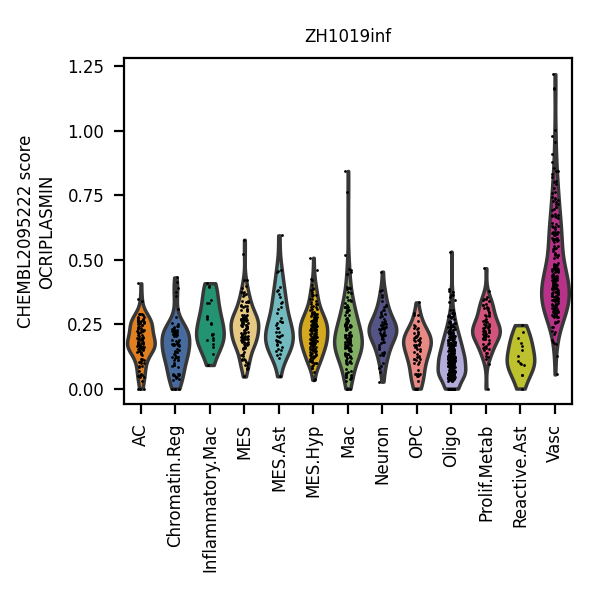 ZH1019inf
CHEMBL2095222 score
OCRIPLASMIN
1.25
1.00
0.75
0.50
0.25
0.00
AC
Chromatin.Reg
Inflammatory.Mac
MES
MES.Ast
MES.Hyp
Mac
Neuron
OPC
Oligo
Prolif.Metab
Reactive.Ast
Vasc